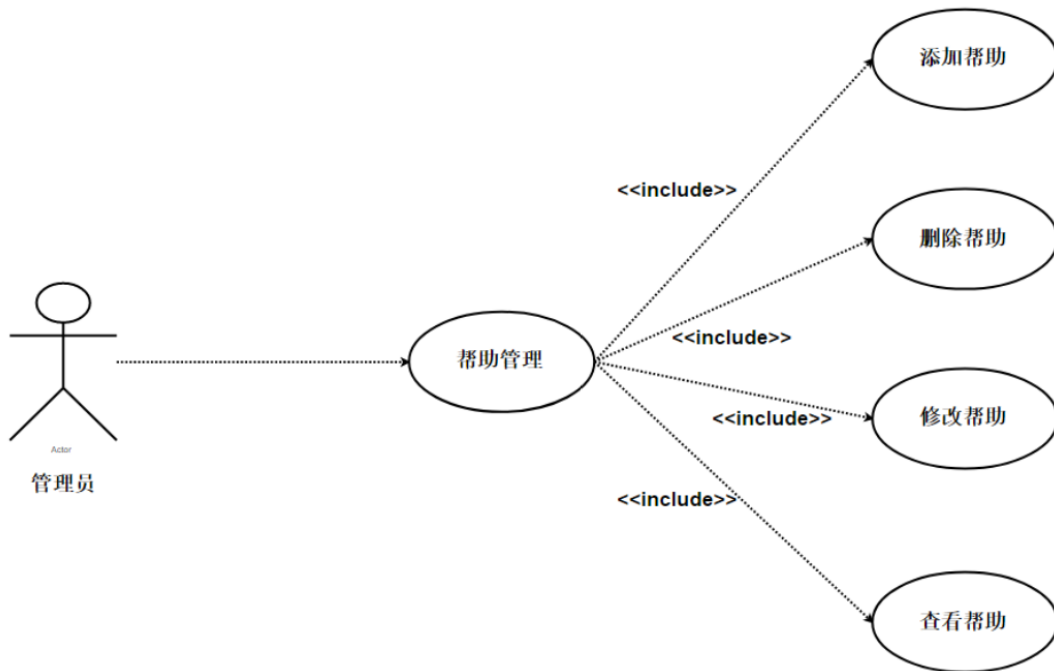 添加帮助
<<include>>
删除帮助
<<include>>
帮助管理
<<include>>
修改帮助
Actor
管理员
<<include>>
查看帮助